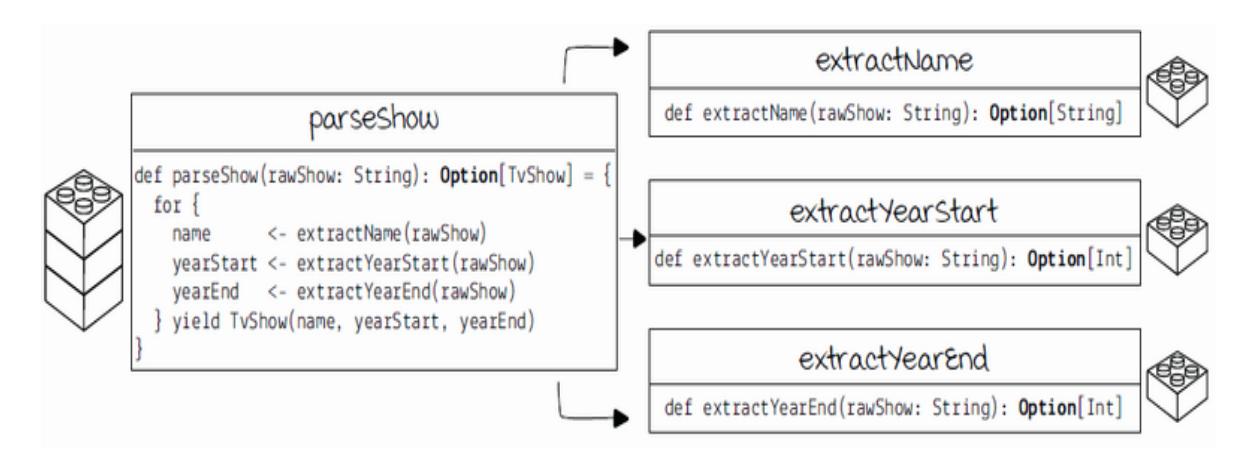 parseShow
def parseShow(rawShow: String): Option[TvShow] = {
  for {
    name      <- extractName(rawShow)
    yearStart <- extractYearStart(rawShow)
    yearEnd   <- extractYearEnd(rawShow)
  } yield TvShow(name, yearStart, yearEnd)
}
extractName
def extractName(rawShow: String): Option[String]
extractYearStart
def extractYearStart(rawShow: String): Option[Int]
extractYearEnd
def extractYearEnd(rawShow: String): Option[Int]